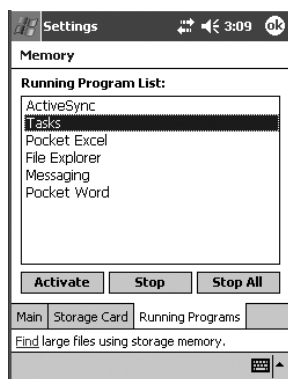 Settings 3:09 ok
Memory
Running Program List:
ActiveSync
Tasks
Pocket Excel
File Explorer
Messaging
Pocket Word
Activate Stop Stop All
Main Storage Card Running Programs
Find large files using storage memory.